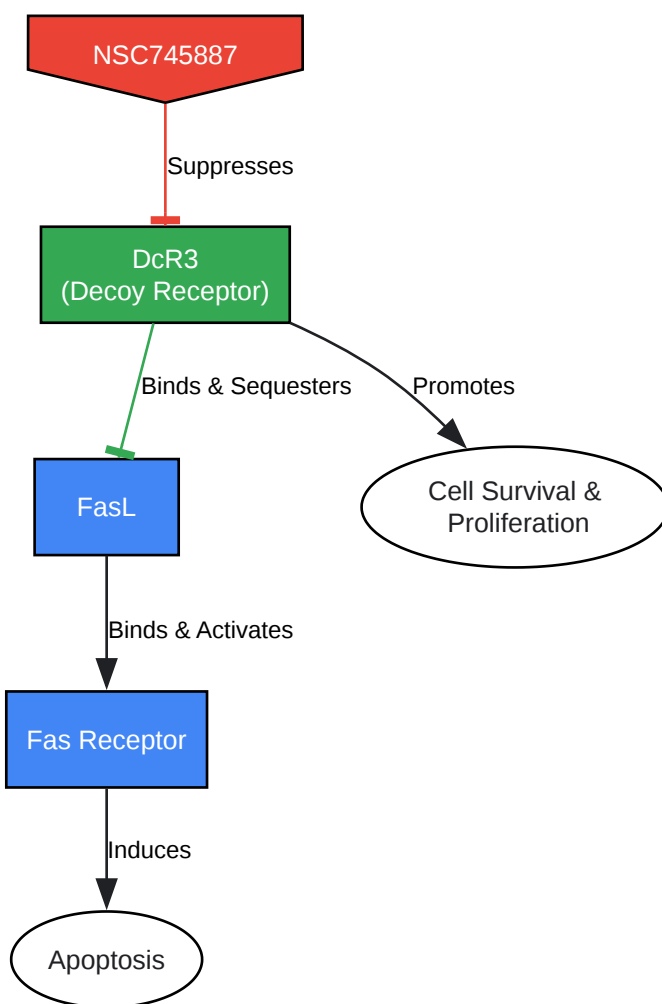 NSC745887
Suppresses
DcR3
(Decoy Receptor)
Binds & Sequesters
Promotes
FasL
Cell Survival &
Proliferation
Binds & Activates
Fas Receptor
Induces
Apoptosis